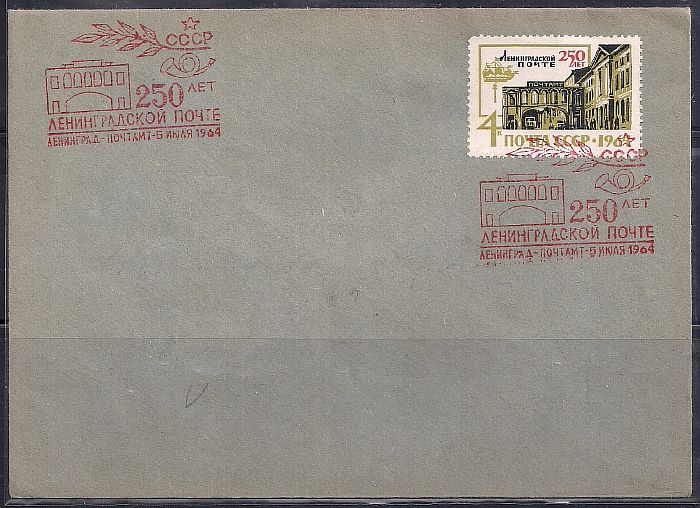 СССР
250 ЛЕТ
ЛЕНИНГРАДСКОЙ ПОЧТЕ
ЛЕНИНГРАД-ПОЧТАМТ-5 ИЮЛЯ 1964
ЛЕНИНГРАДСКОЙ
ПОЧТЕ
250
ЛЕТ
ПОЧТАМТ
4к
ПОЧТА СССР·1964
СССР
250 ЛЕТ
ЛЕНИНГРАДСКОЙ ПОЧТЕ
ЛЕНИНГРАД-ПОЧТАМТ-5 ИЮЛЯ 1964